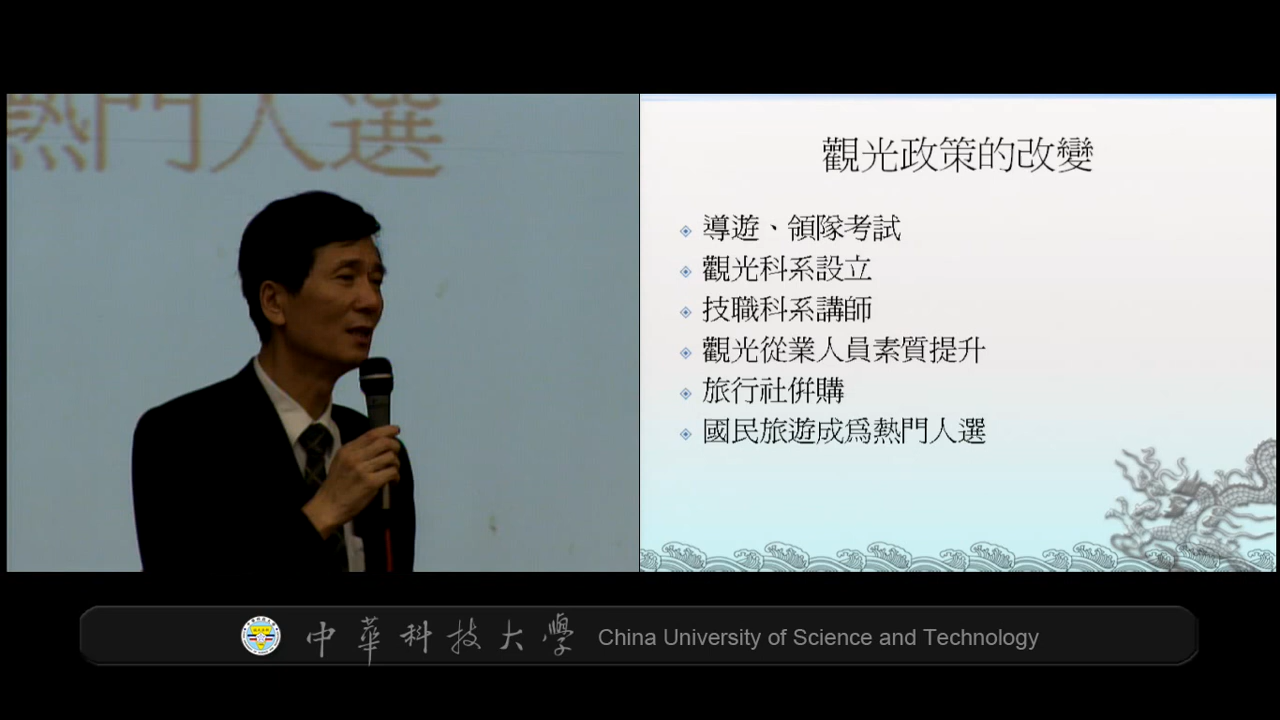 熱門人選
觀光政策的改變
導遊、領隊考試
觀光科系設立
技職科系講師
觀光從業人員素質提升
旅行社併購
國民旅遊成為熱門人選
中華科技大學 China University of Science and Technology